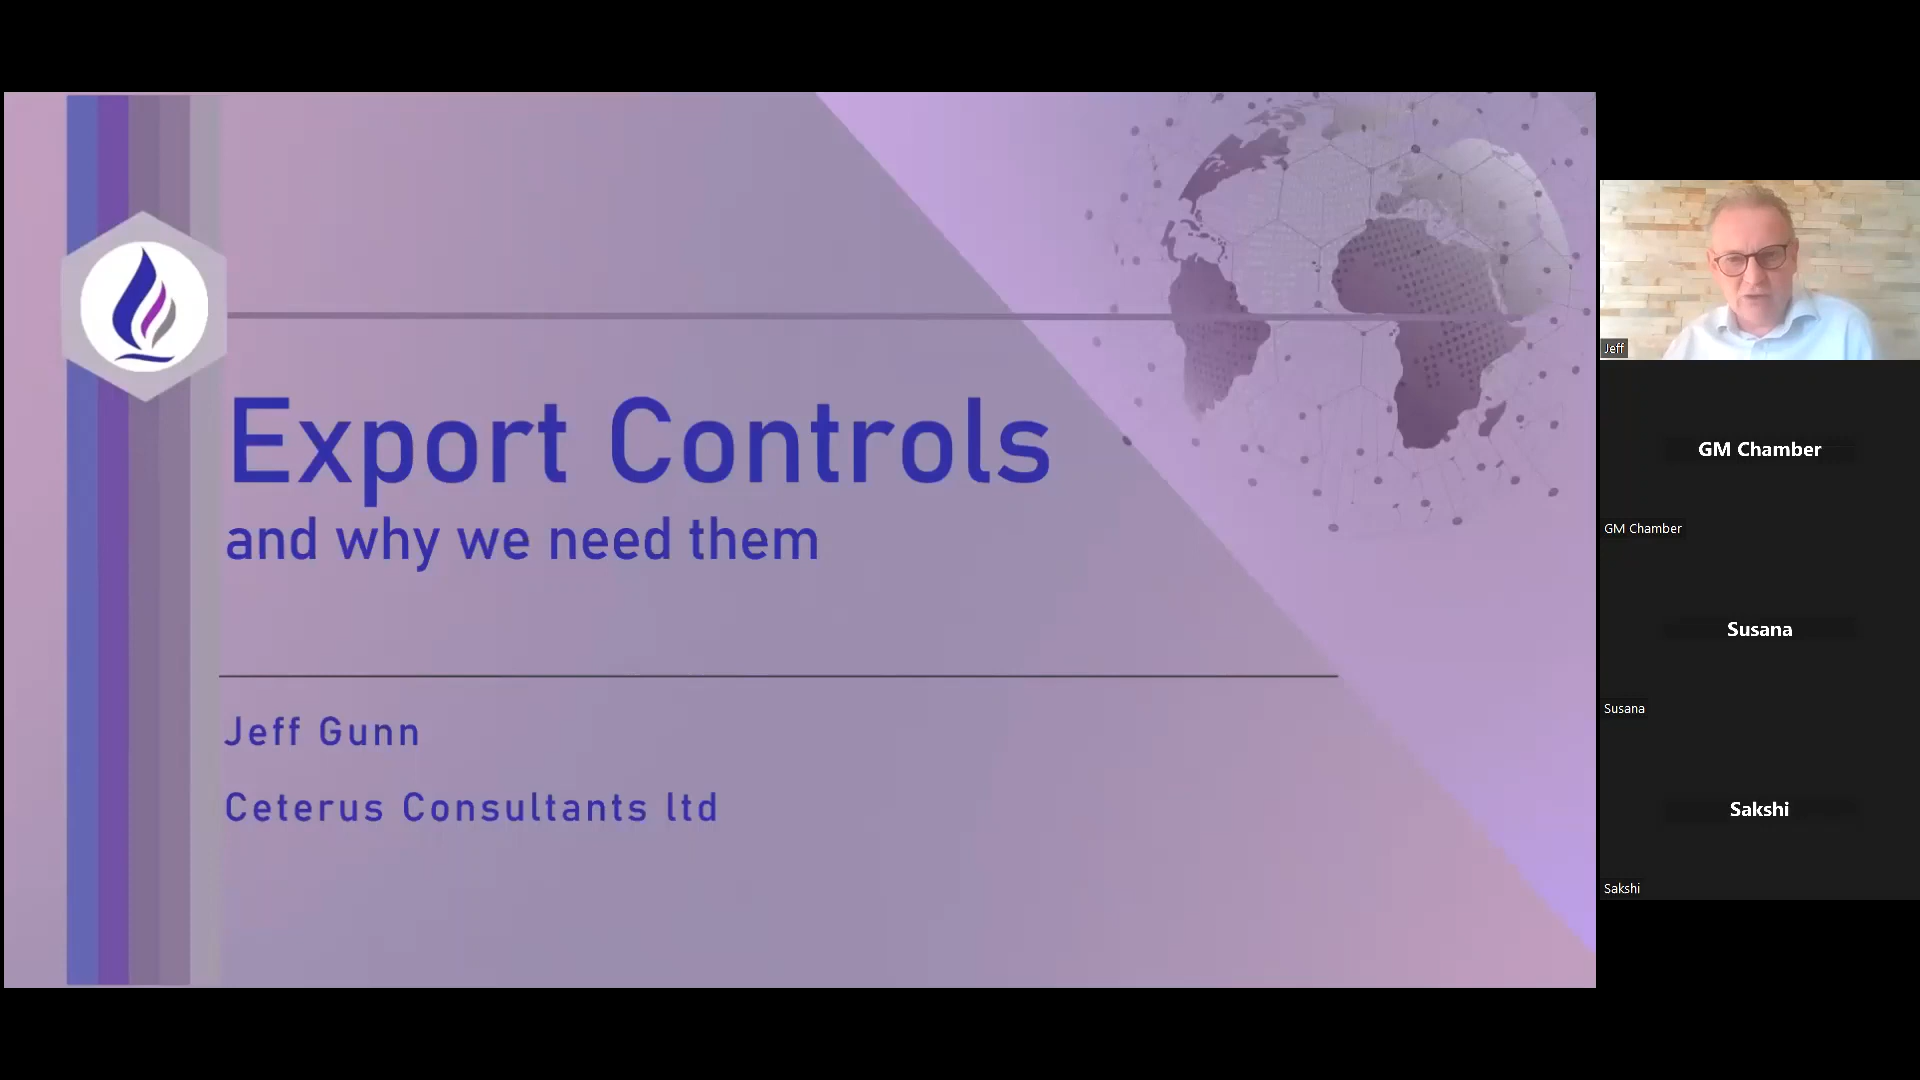 Export Controls
and why we need them
Jeff Gunn
Ceterus Consultants ltd
Jeff
GM Chamber
GM Chamber
Susana
Susana
Sakshi
Sakshi